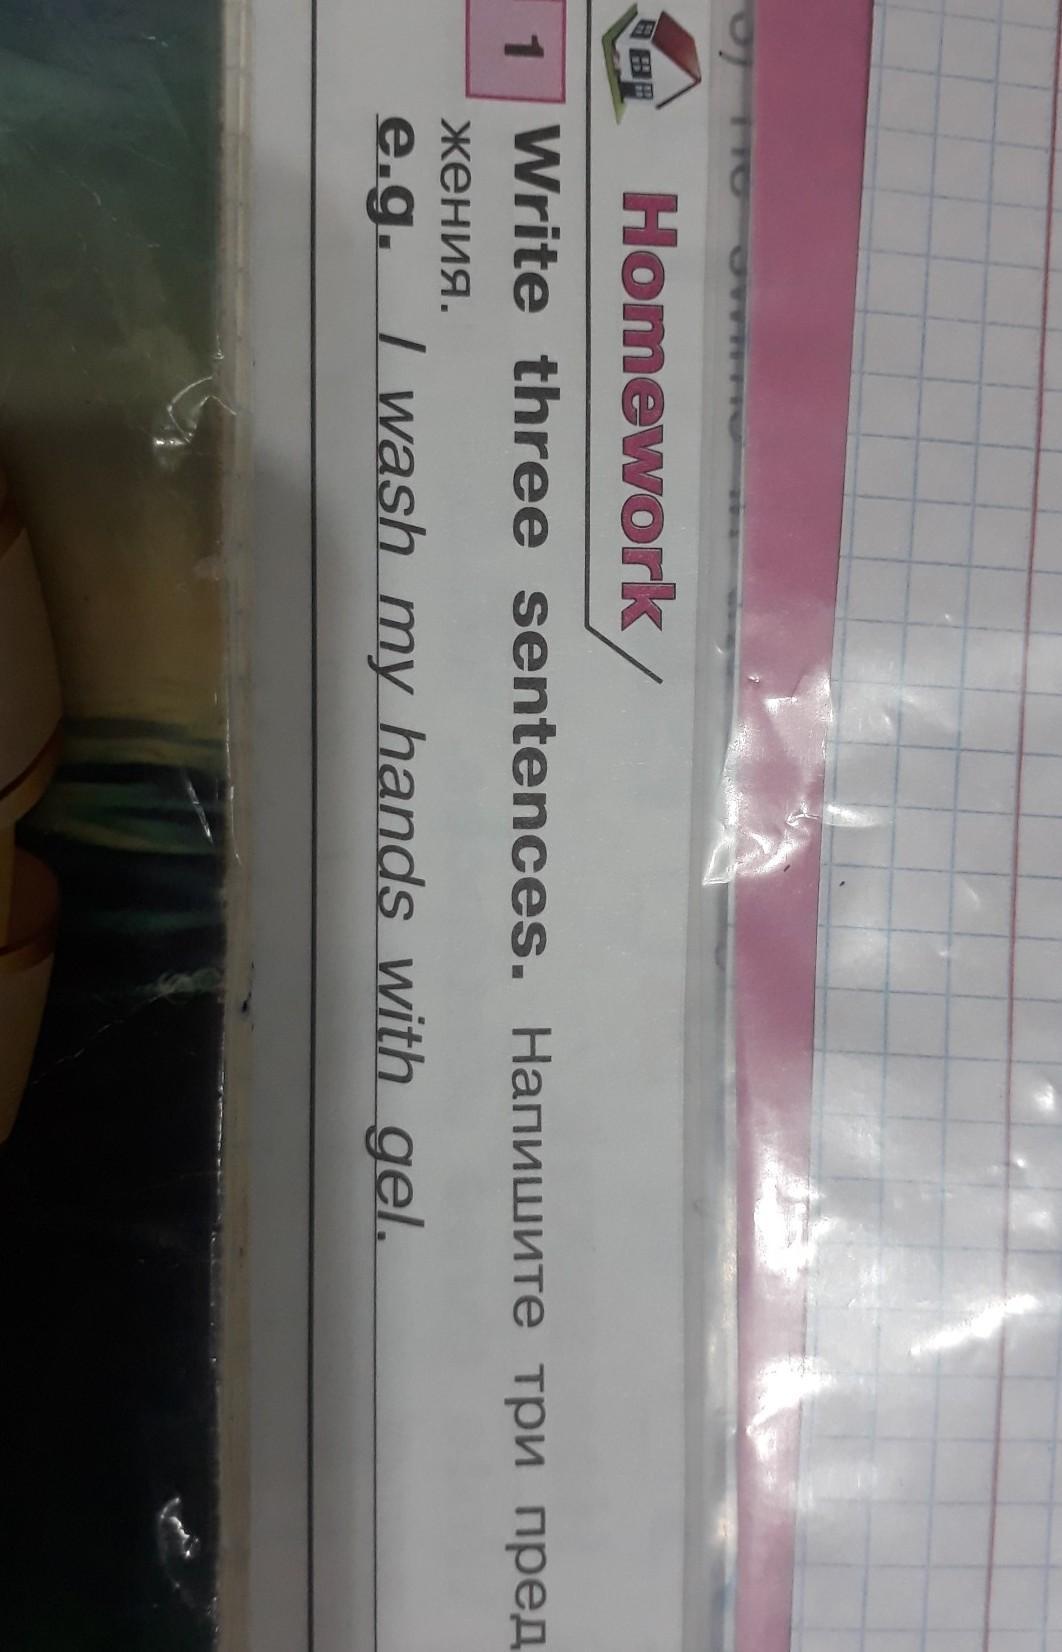 Homework
1 Write three sentences. Напишите три пред
жения.
e.g. I wash my hands with gel.